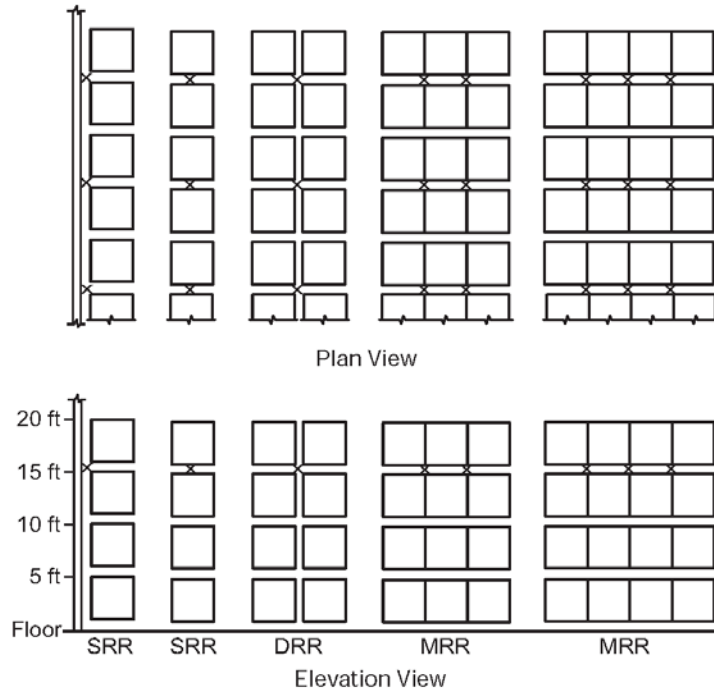 Plan View
20 ft
15 ft
10 ft
5 ft
Floor
SRR SRR DRR MRR MRR
Elevation View